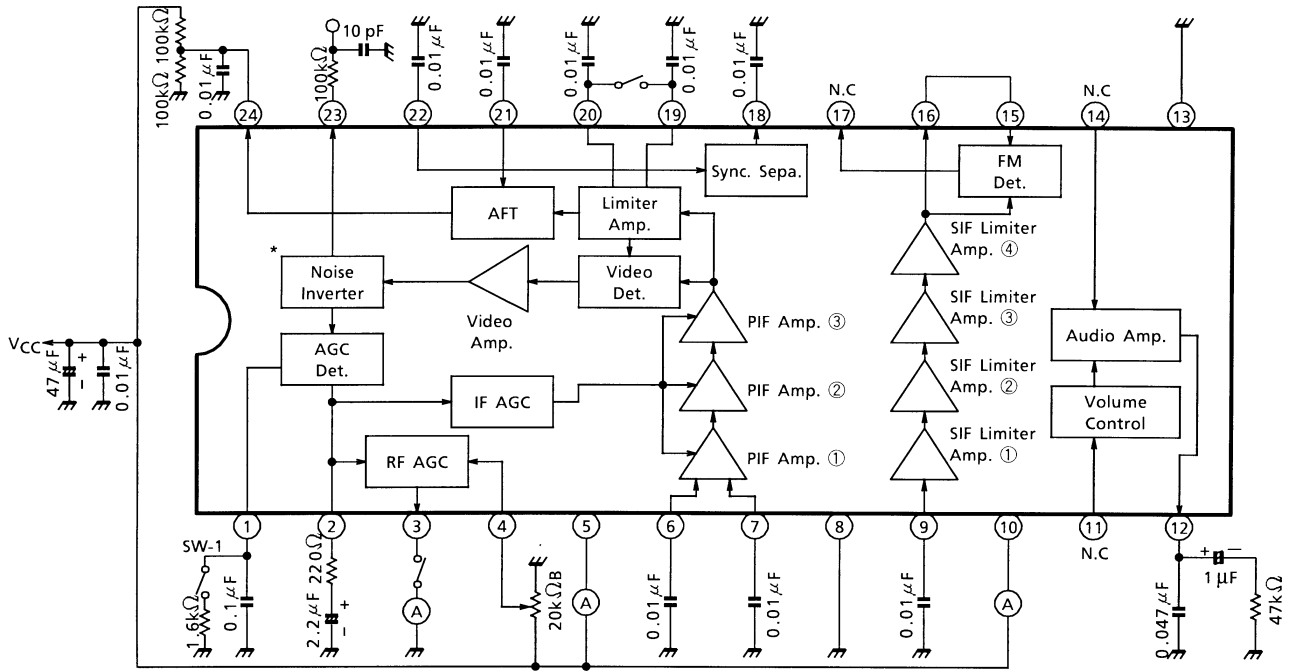 100kΩ 100kΩ
0.01μF
100kΩ
10 pF
0.01μF
0.01μF
0.01μF
0.01μF
0.01μF
N.C
N.C
24 23 22 21 20 19 18 17 16 15 14 13
Sync. Sepa.
FM
Det.
AFT
Limiter
Amp.
*
Noise
Inverter
Video
Amp.
Video
Det.
SIF Limiter
Amp. ④
PIF Amp. ③
SIF Limiter
Amp. ③
Audio Amp.
VCC
47μF
+
-
0.01μF
AGC
Det.
IF AGC
PIF Amp. ②
SIF Limiter
Amp. ②
Volume
Control
RF AGC
PIF Amp. ①
SIF Limiter
Amp. ①
1 2 3 4 5 6 7 8 9 10 11 12
N.C
SW-1
1.6kΩ
0.1μF
220Ω
2.2μF
+
-
A
20kΩB
A
0.01μF
0.01μF
0.01μF
A
0.047μF
+ −
1μF
47kΩ